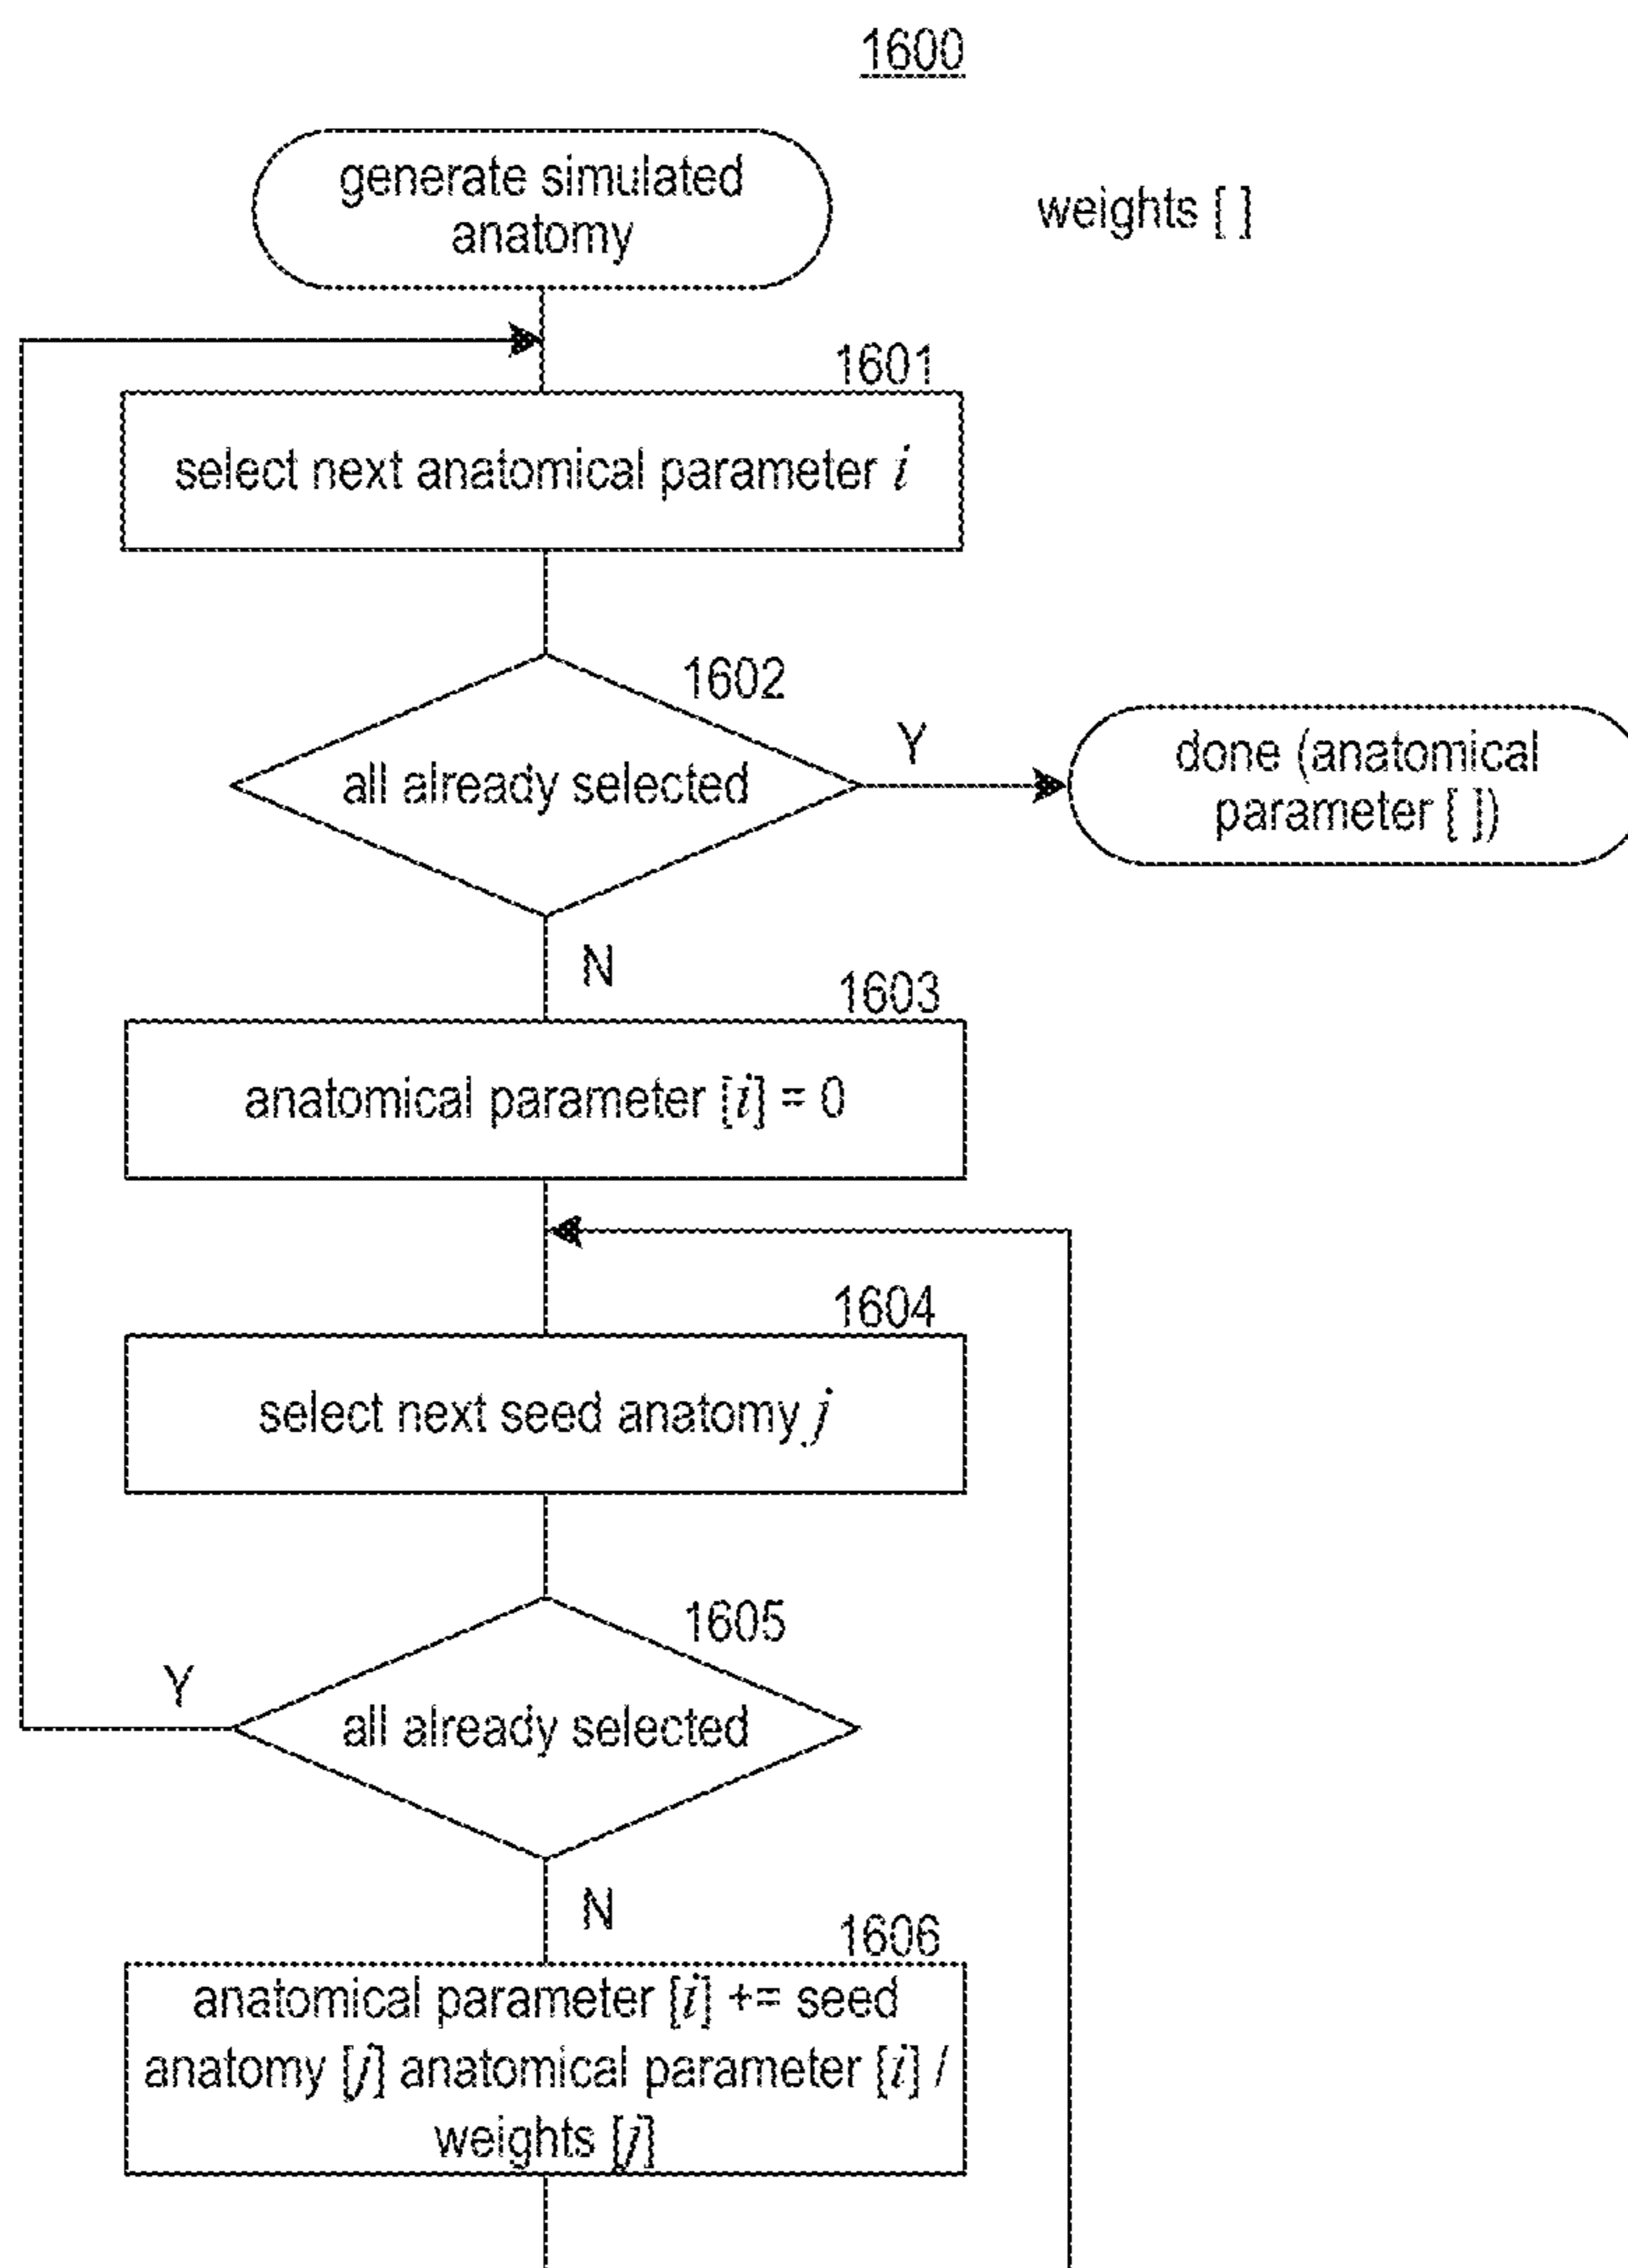 1600
generate simulated
anatomy
weights [ ]
1601
select next anatomical parameter i
1602
all already selected
Y
done (anatomical
parameter [ ])
N
1603
anatomical parameter [i] = 0
1604
select next seed anatomy j
1605
all already selected
Y
N
1606
anatomical parameter [i] += seed
anatomy [j] anatomical parameter [i] /
weights [j]